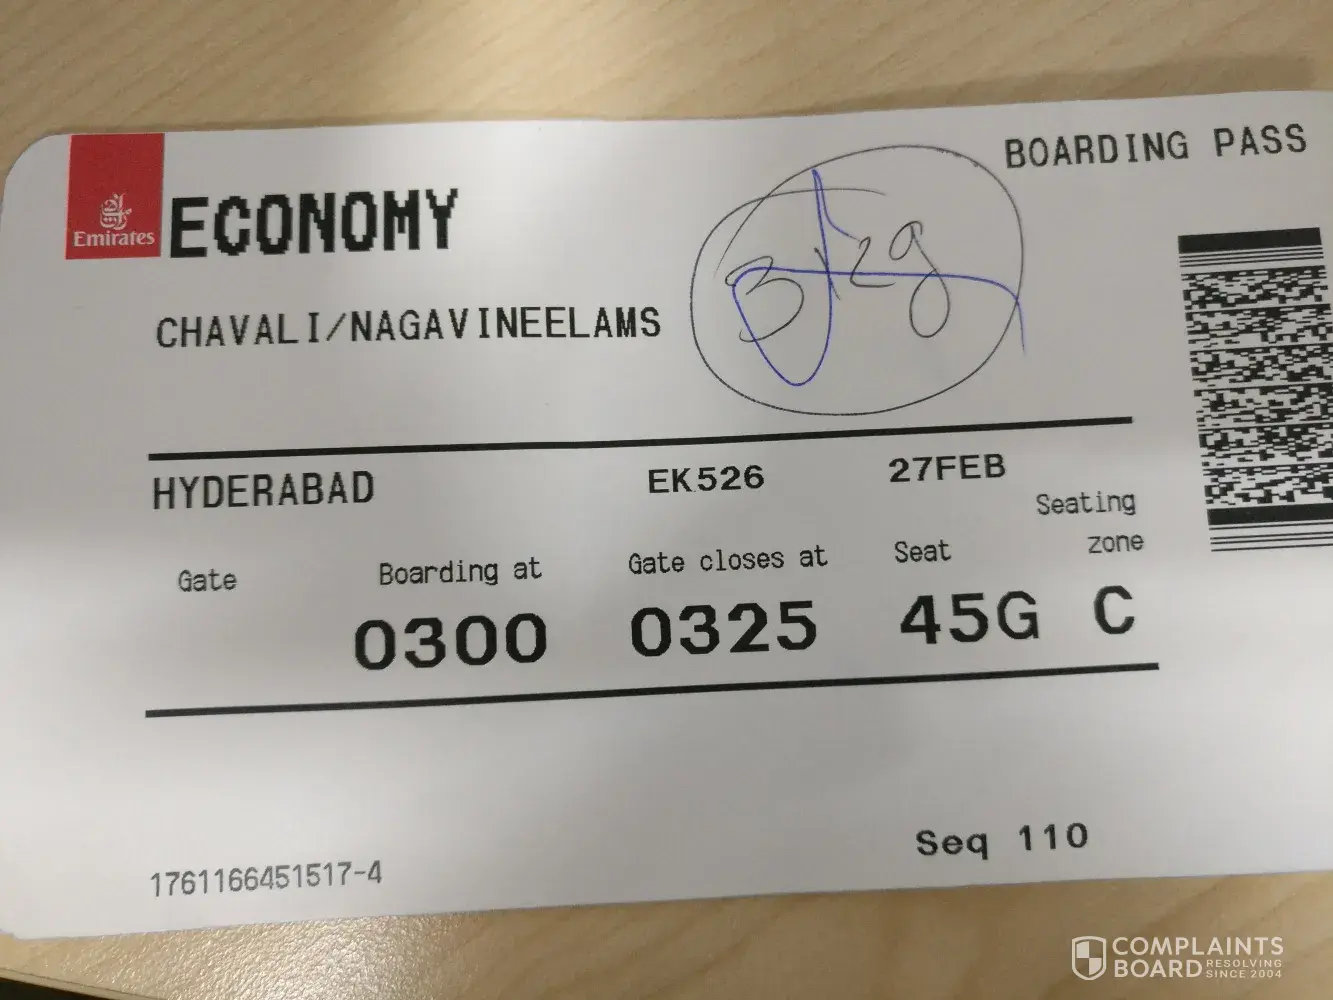 BOARDING PASS
Emirates
ECONOMY
B 29
CHAVALI/NAGAVINEELAMS
HYDERABAD EK526 27FEB
Gate Boarding at Gate closes at Seat Seating zone
0300 0325 45G C
Seq 110
1761166451517-4
COMPLAINTS
BOARD RESOLVING
SINCE 2004